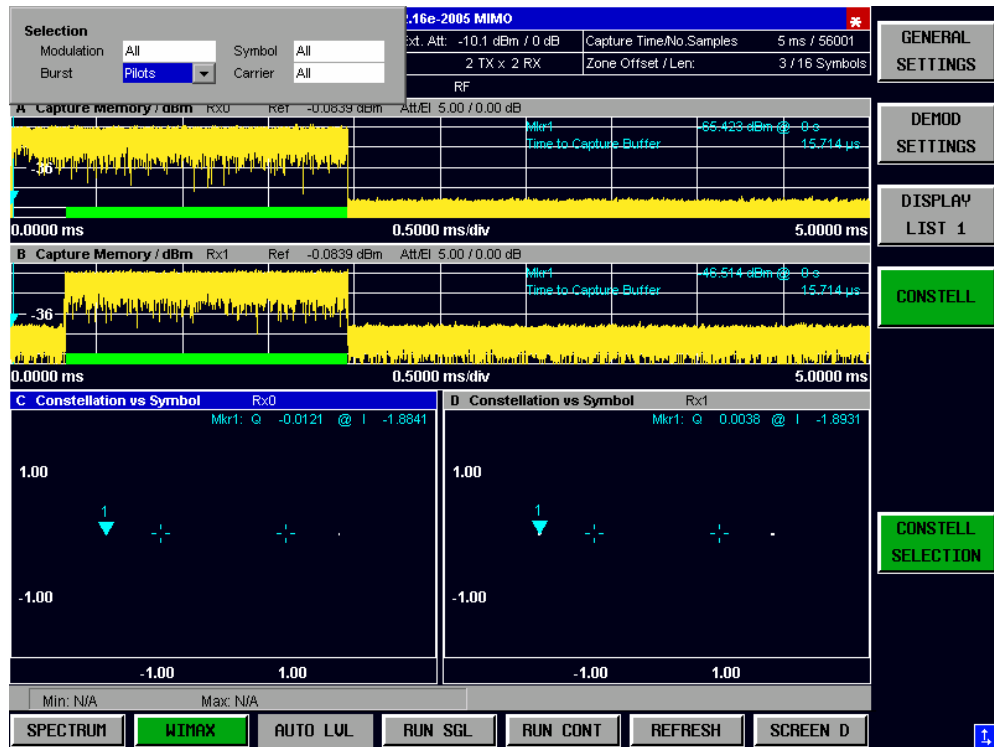 Selection
Modulation All Symbol All
Burst Pilots Carrier All
2.16e-2005 MIMO
Ext. Att: -10.1 dBm / 0 dB Capture Time/No.Samples 5 ms / 56001
2 TX x 2 RX Zone Offset / Len: 3 / 16 Symbols
RF
A Capture Memory / dBm Rx0 Ref -0.0839 dBm Att/El 5.00 / 0.00 dB
Mkr1 -65.423 dBm @ 0 s
Time to Capture Buffer 15.714 µs
-36
0.0000 ms 0.5000 ms/div 5.0000 ms
B Capture Memory / dBm Rx1 Ref -0.0839 dBm Att/El 5.00 / 0.00 dB
Mkr1 -46.514 dBm @ 0 s
Time to Capture Buffer 15.714 µs
-36
0.0000 ms 0.5000 ms/div 5.0000 ms
C Constellation vs Symbol Rx0
Mkr1: Q -0.0121 @ I -1.8841
1.00
1
-1.00
-1.00 1.00
D Constellation vs Symbol Rx1
Mkr1: Q 0.0038 @ I -1.8931
1.00
1
-1.00
-1.00 1.00
Min: N/A Max: N/A
SPECTRUM WIMAX AUTO LVL RUN SGL RUN CONT REFRESH SCREEN D
GENERAL
SETTINGS
DEMOD
SETTINGS
DISPLAY
LIST 1
CONSTELL
CONSTELL
SELECTION